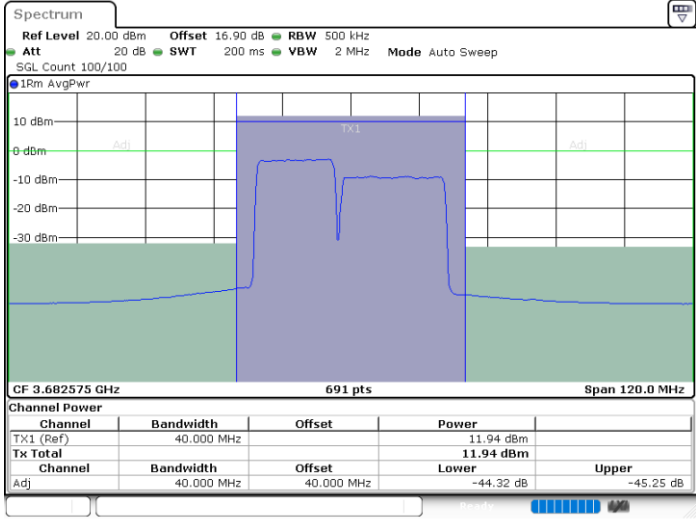 Spectrum
Ref Level 20.00 dBm Offset 16.90 dB RBW 500 kHz
Att 20 dB SWT 200 ms VBW 2 MHz Mode Auto Sweep
SGL Count 100/100
1Rm AvgPwr
10 dBm
TX1
Adj Adj
0 dBm
-10 dBm
-20 dBm
-30 dBm
CF 3.682575 GHz 691 pts Span 120.0 MHz
Channel Power
Channel Bandwidth Offset Power
TX1 (Ref) 40.000 MHz 11.94 dBm
Tx Total 11.94 dBm
Channel Bandwidth Offset Lower Upper
Adj 40.000 MHz 40.000 MHz -44.32 dB -45.25 dB
Ready